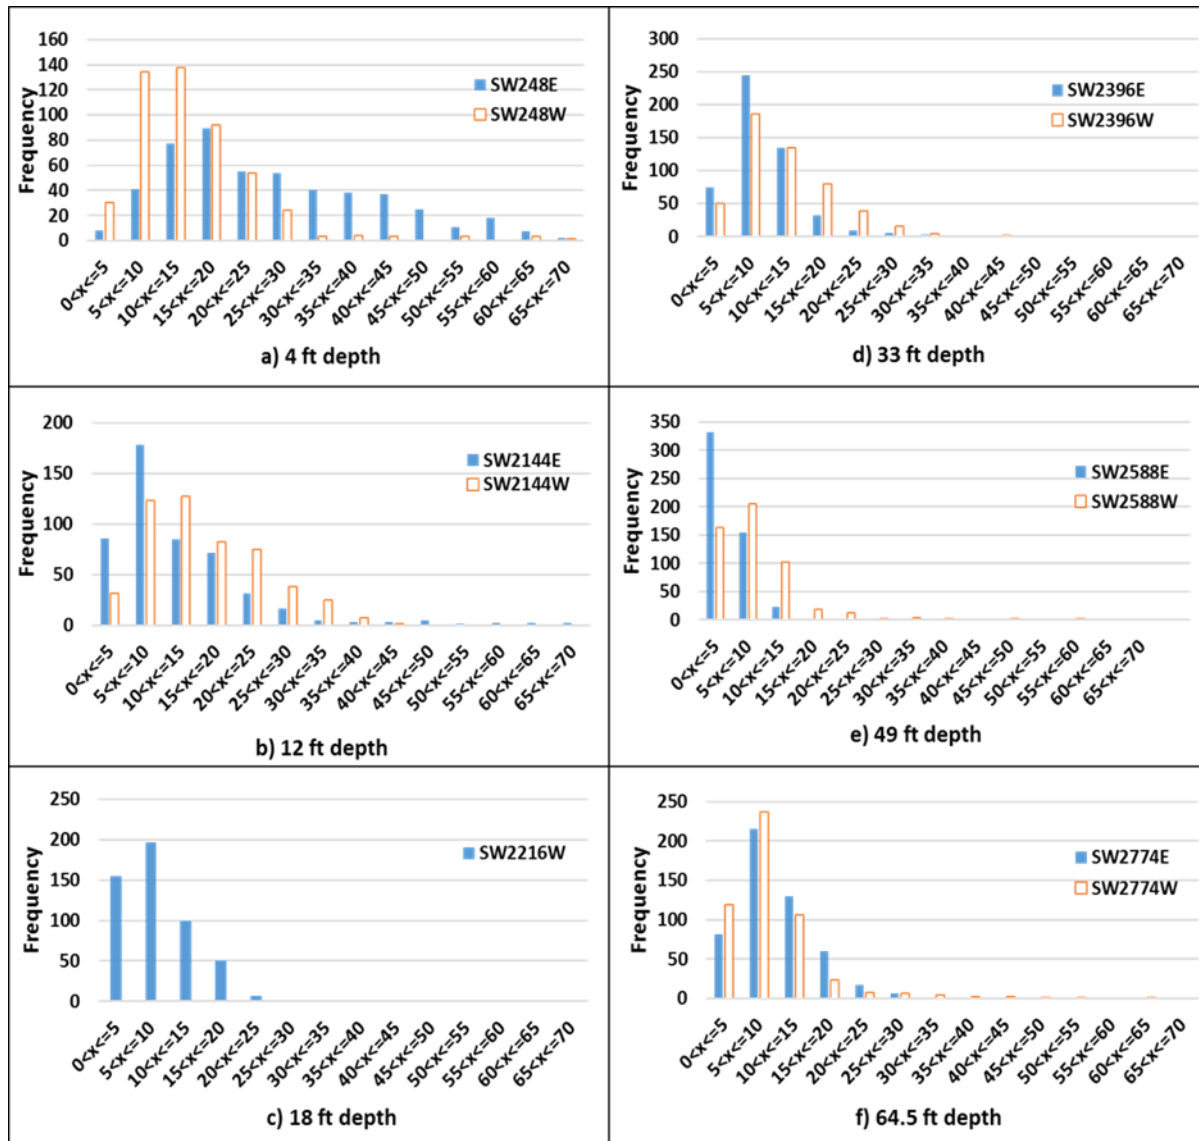 160
140
120
100
80
60
40
20
0
Frequency
SW248E
SW248W
0<x<=5
5<x<=10
10<x<=15
15<x<=20
20<x<=25
25<x<=30
30<x<=35
35<x<=40
40<x<=45
45<x<=50
50<x<=55
55<x<=60
60<x<=65
65<x<=70
a) 4 ft depth
300
250
200
150
100
50
0
Frequency
SW2396E
SW2396W
0<x<=5
5<x<=10
10<x<=15
15<x<=20
20<x<=25
25<x<=30
30<x<=35
35<x<=40
40<x<=45
45<x<=50
50<x<=55
55<x<=60
60<x<=65
65<x<=70
d) 33 ft depth
200
150
100
50
0
Frequency
SW2144E
SW2144W
0<x<=5
5<x<=10
10<x<=15
15<x<=20
20<x<=25
25<x<=30
30<x<=35
35<x<=40
40<x<=45
45<x<=50
50<x<=55
55<x<=60
60<x<=65
65<x<=70
b) 12 ft depth
350
300
250
200
150
100
50
0
Frequency
SW2588E
SW2588W
0<x<=5
5<x<=10
10<x<=15
15<x<=20
20<x<=25
25<x<=30
30<x<=35
35<x<=40
40<x<=45
45<x<=50
50<x<=55
55<x<=60
60<x<=65
65<x<=70
e) 49 ft depth
250
200
150
100
50
0
Frequency
SW2216W
0<x<=5
5<x<=10
10<x<=15
15<x<=20
20<x<=25
25<x<=30
30<x<=35
35<x<=40
40<x<=45
45<x<=50
50<x<=55
55<x<=60
60<x<=65
65<x<=70
c) 18 ft depth
250
200
150
100
50
0
Frequency
SW2774E
SW2774W
0<x<=5
5<x<=10
10<x<=15
15<x<=20
20<x<=25
25<x<=30
30<x<=35
35<x<=40
40<x<=45
45<x<=50
50<x<=55
55<x<=60
60<x<=65
65<x<=70
f) 64.5 ft depth